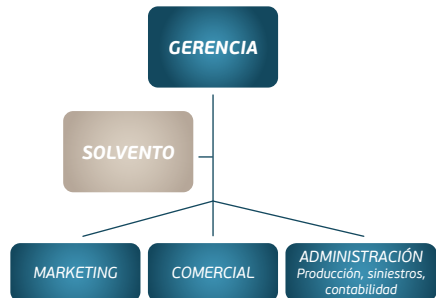 GERENCIA
SOLVENTO
MARKETING
COMERCIAL
ADMINISTRACIÓN
Producción, siniestros,
contabilidad